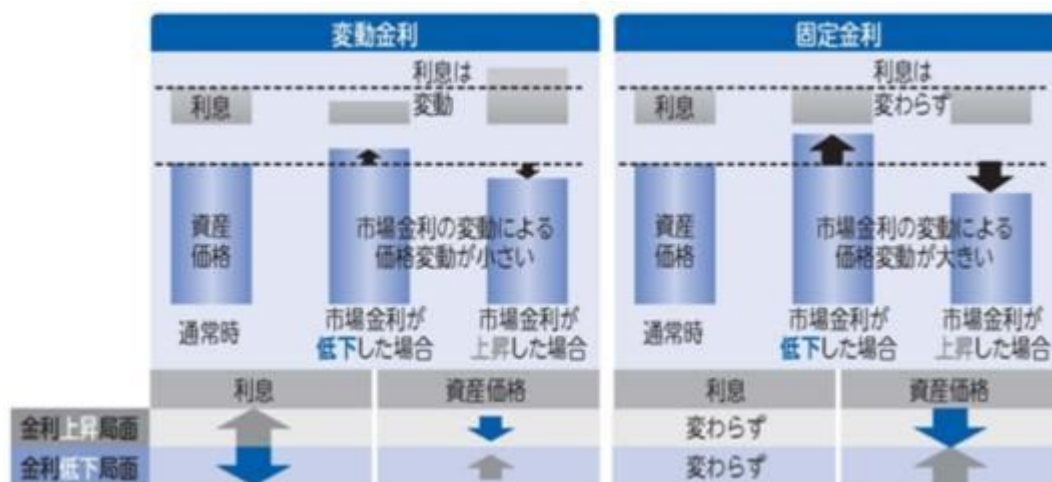 変動金利
利息
利息は
変動
資産
価格
市場金利の変動による
価格変動が小さい
通常時
市場金利が
低下した場合
市場金利が
上昇した場合
固定金利
利息
利息は
変わらず
資産
価格
市場金利の変動による
価格変動が大きい
通常時
市場金利が
低下した場合
市場金利が
上昇した場合
利息 資産価格 利息 資産価格
金利上昇局面 変わらず
金利低下局面 変わらず